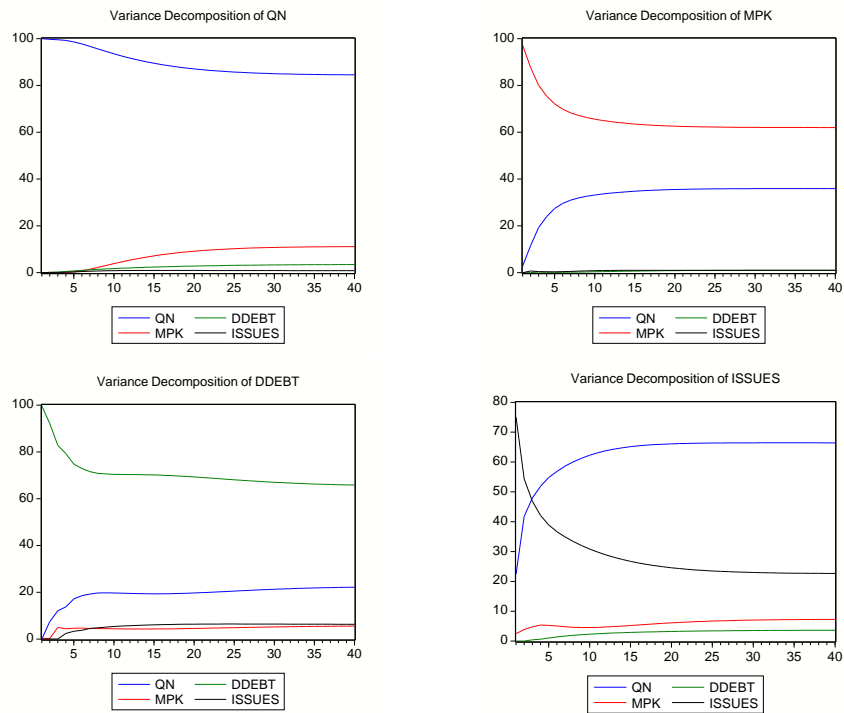 Variance Decomposition of QN
100
80
60
40
20
0
5 10 15 20 25 30 35 40
QN DDEBT
MPK ISSUES
Variance Decomposition of MPK
100
80
60
40
20
0
5 10 15 20 25 30 35 40
QN DDEBT
MPK ISSUES
Variance Decomposition of DDEBT
100
80
60
40
20
0
5 10 15 20 25 30 35 40
QN DDEBT
MPK ISSUES
Variance Decomposition of ISSUES
80
70
60
50
40
30
20
10
0
5 10 15 20 25 30 35 40
QN DDEBT
MPK ISSUES